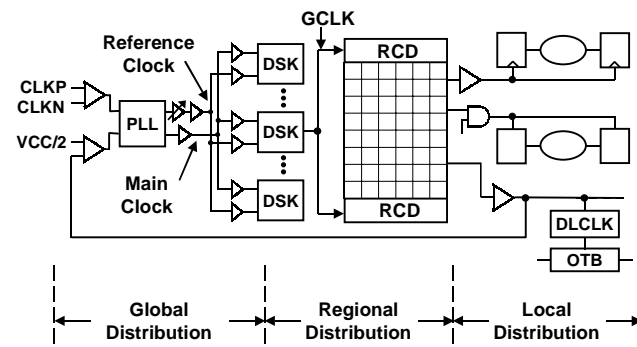 GCLK
Reference
Clock
RCD
DSK
CLKP
CLKN
PLL
DSK
VCC/2
Main
Clock
DSK
RCD
DLCLK
OTB
Global
Distribution
Regional
Distribution
Local
Distribution